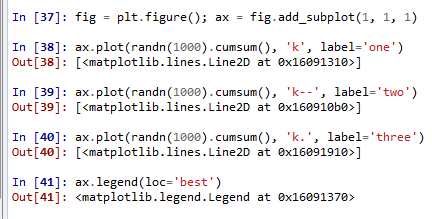 In [37]: fig = plt.figure(); ax = fig.add_subplot(1, 1, 1)
In [38]: ax.plot(randn(1000).cumsum(), 'k', label='one')
Out[38]: [<matplotlib.lines.Line2D at 0x16091310>]
In [39]: ax.plot(randn(1000).cumsum(), 'k--', label='two')
Out[39]: [<matplotlib.lines.Line2D at 0x160910b0>]
In [40]: ax.plot(randn(1000).cumsum(), 'k.', label='three')
Out[40]: [<matplotlib.lines.Line2D at 0x16091910>]
In [41]: ax.legend(loc='best')
Out[41]: <matplotlib.legend.Legend at 0x16091370>